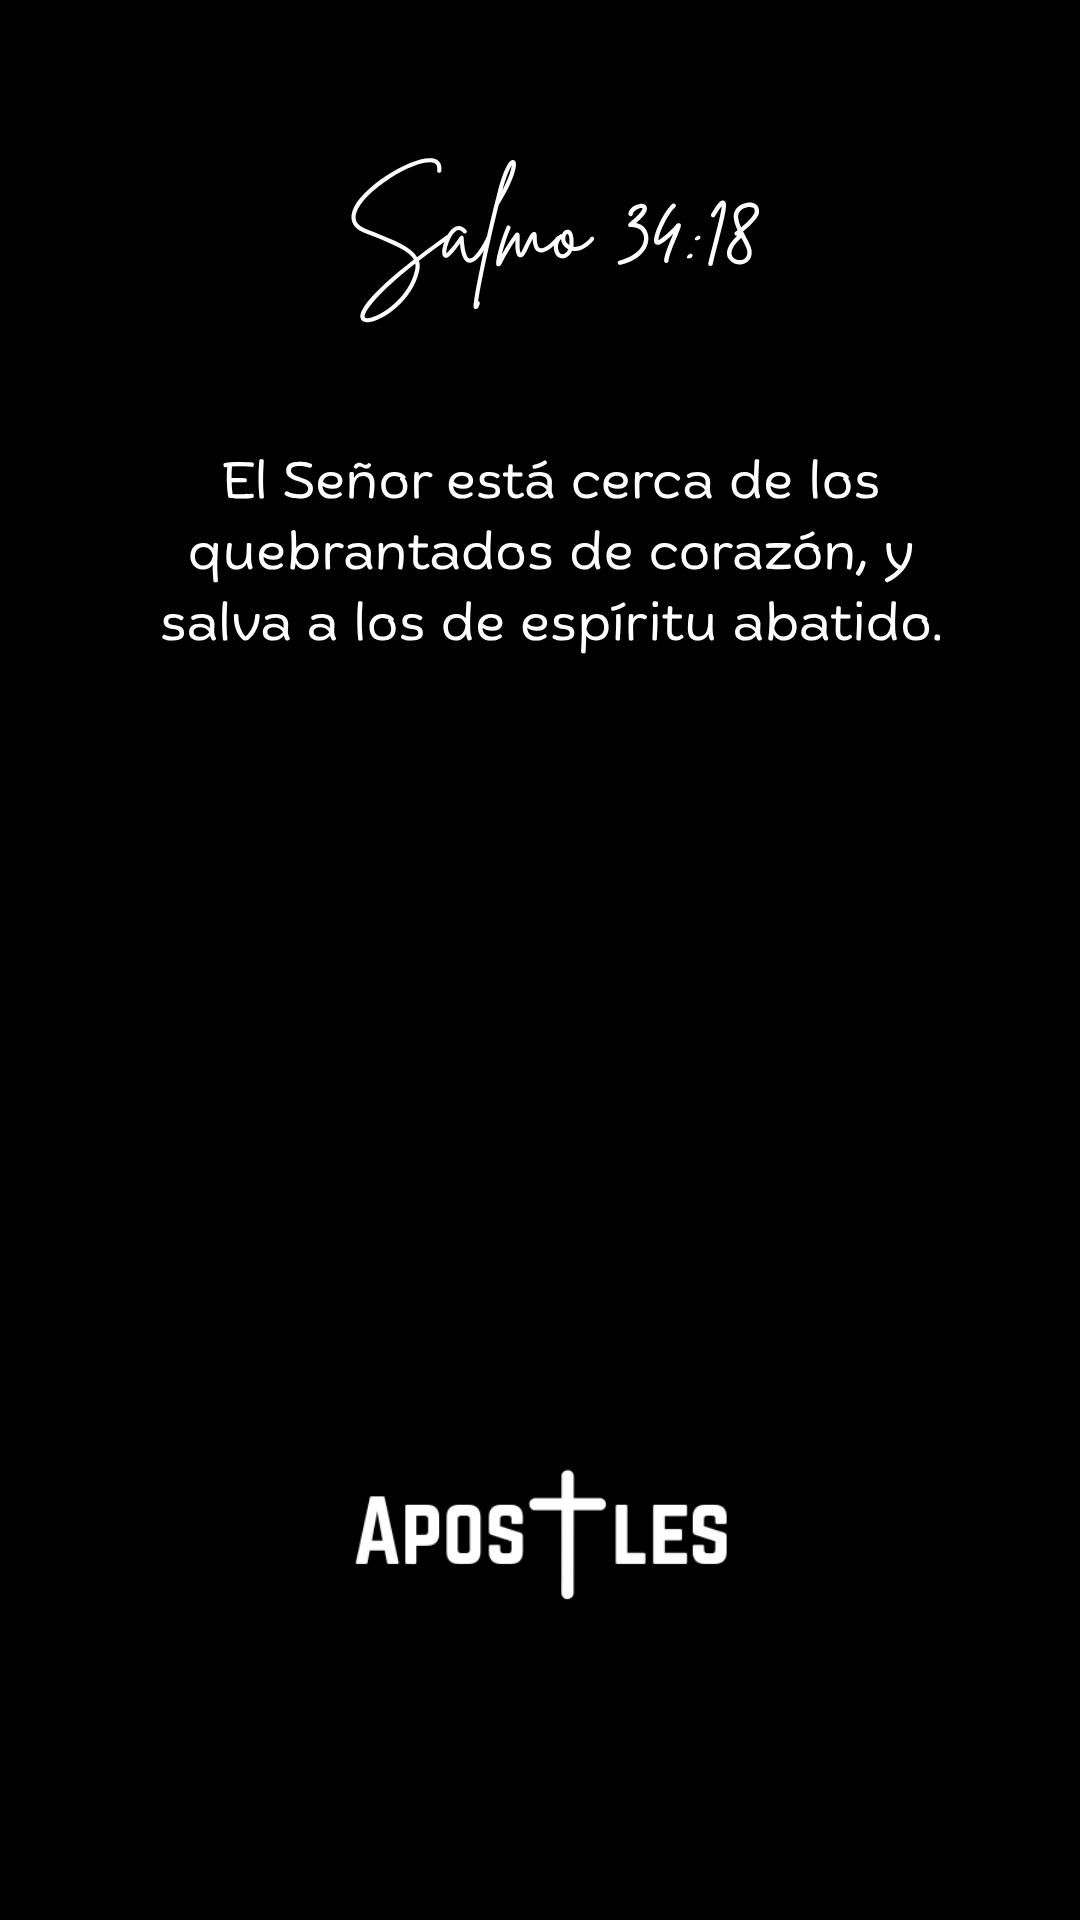 Salmo 34:18
El Señor está cerca de los
quebrantados de corazón, y
salva a los de espíritu abatido.
APOSTLES